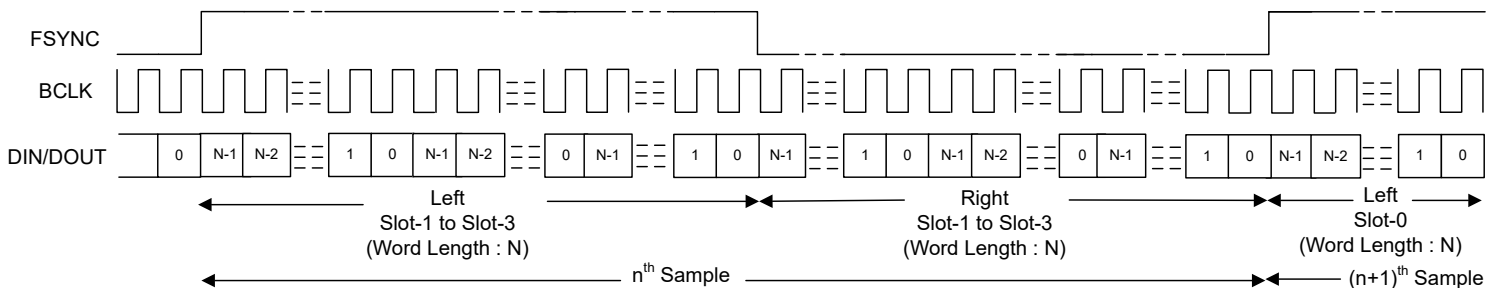 FSYNC
BCLK
DIN/DOUT 0 N-1 N-2 1 0 N-1 N-2 0 N-1 1 0 N-1 1 0 N-1 N-2 0 N-1 1 0 N-1 N-2 1 0
Left
Slot-1 to Slot-3
(Word Length : N)
Right
Slot-1 to Slot-3
(Word Length : N)
Left
Slot-0
(Word Length : N)
nth Sample
(n+1)th Sample